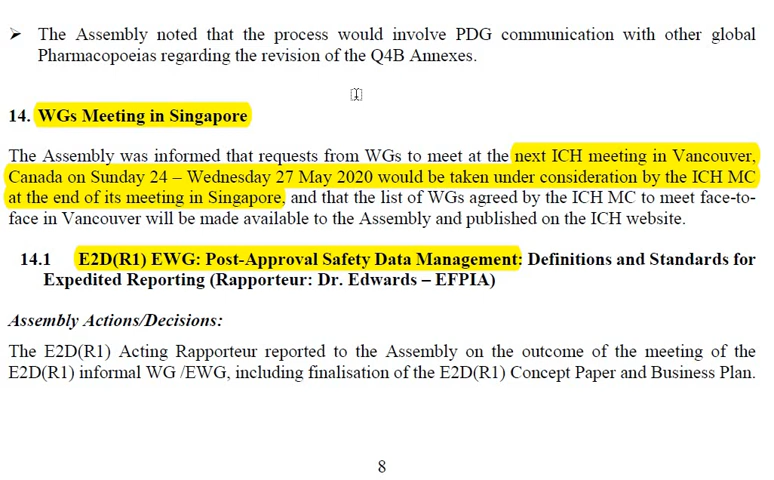 ➢ The Assembly noted that the process would involve PDG communication with other global
Pharmacopoeias regarding the revision of the Q4B Annexes.
14. WGs Meeting in Singapore
The Assembly was informed that requests from WGs to meet at the next ICH meeting in Vancouver,
Canada on Sunday 24 – Wednesday 27 May 2020 would be taken under consideration by the ICH MC
at the end of its meeting in Singapore, and that the list of WGs agreed by the ICH MC to meet face-to-
face in Vancouver will be made available to the Assembly and published on the ICH website.
14.1 E2D(R1) EWG: Post-Approval Safety Data Management: Definitions and Standards for
Expedited Reporting (Rapporteur: Dr. Edwards – EFPIA)
Assembly Actions/Decisions:
The E2D(R1) Acting Rapporteur reported to the Assembly on the outcome of the meeting of the
E2D(R1) informal WG /EWG, including finalisation of the E2D(R1) Concept Paper and Business Plan.
8